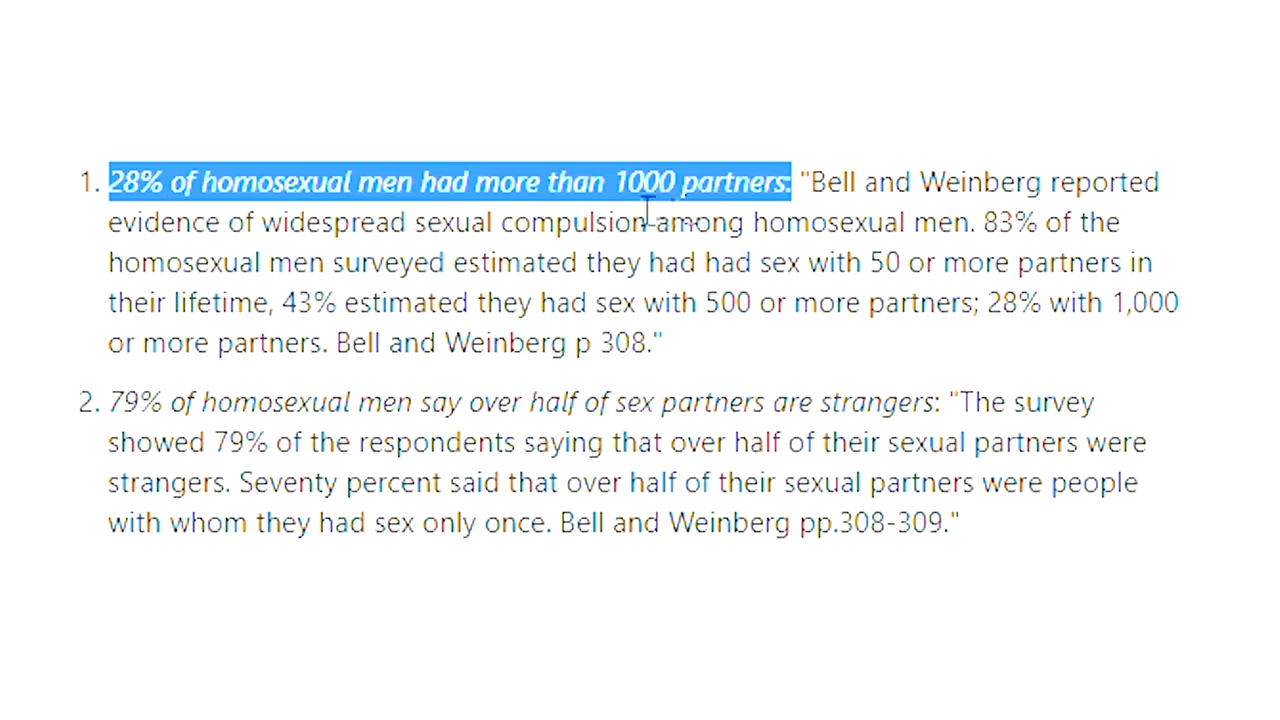 1. 28% of homosexual men had more than 1000 partners: "Bell and Weinberg reported
evidence of widespread sexual compulsion among homosexual men. 83% of the
homosexual men surveyed estimated they had had sex with 50 or more partners in
their lifetime, 43% estimated they had sex with 500 or more partners; 28% with 1,000
or more partners. Bell and Weinberg p 308."
2. 79% of homosexual men say over half of sex partners are strangers: "The survey
showed 79% of the respondents saying that over half of their sexual partners were
strangers. Seventy percent said that over half of their sexual partners were people
with whom they had sex only once. Bell and Weinberg pp.308-309."